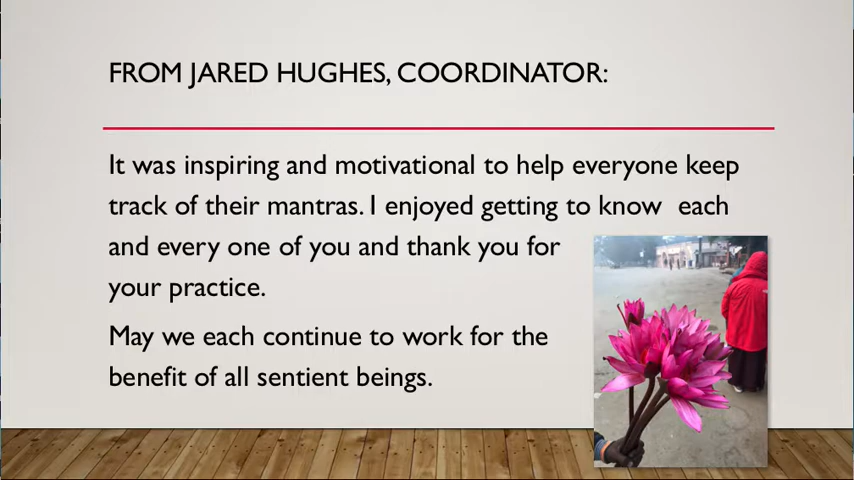 FROM JARED HUGHES, COORDINATOR:
It was inspiring and motivational to help everyone keep
track of their mantras. I enjoyed getting to know  each
and every one of you and thank you for
your practice.
May we each continue to work for the
benefit of all sentient beings.